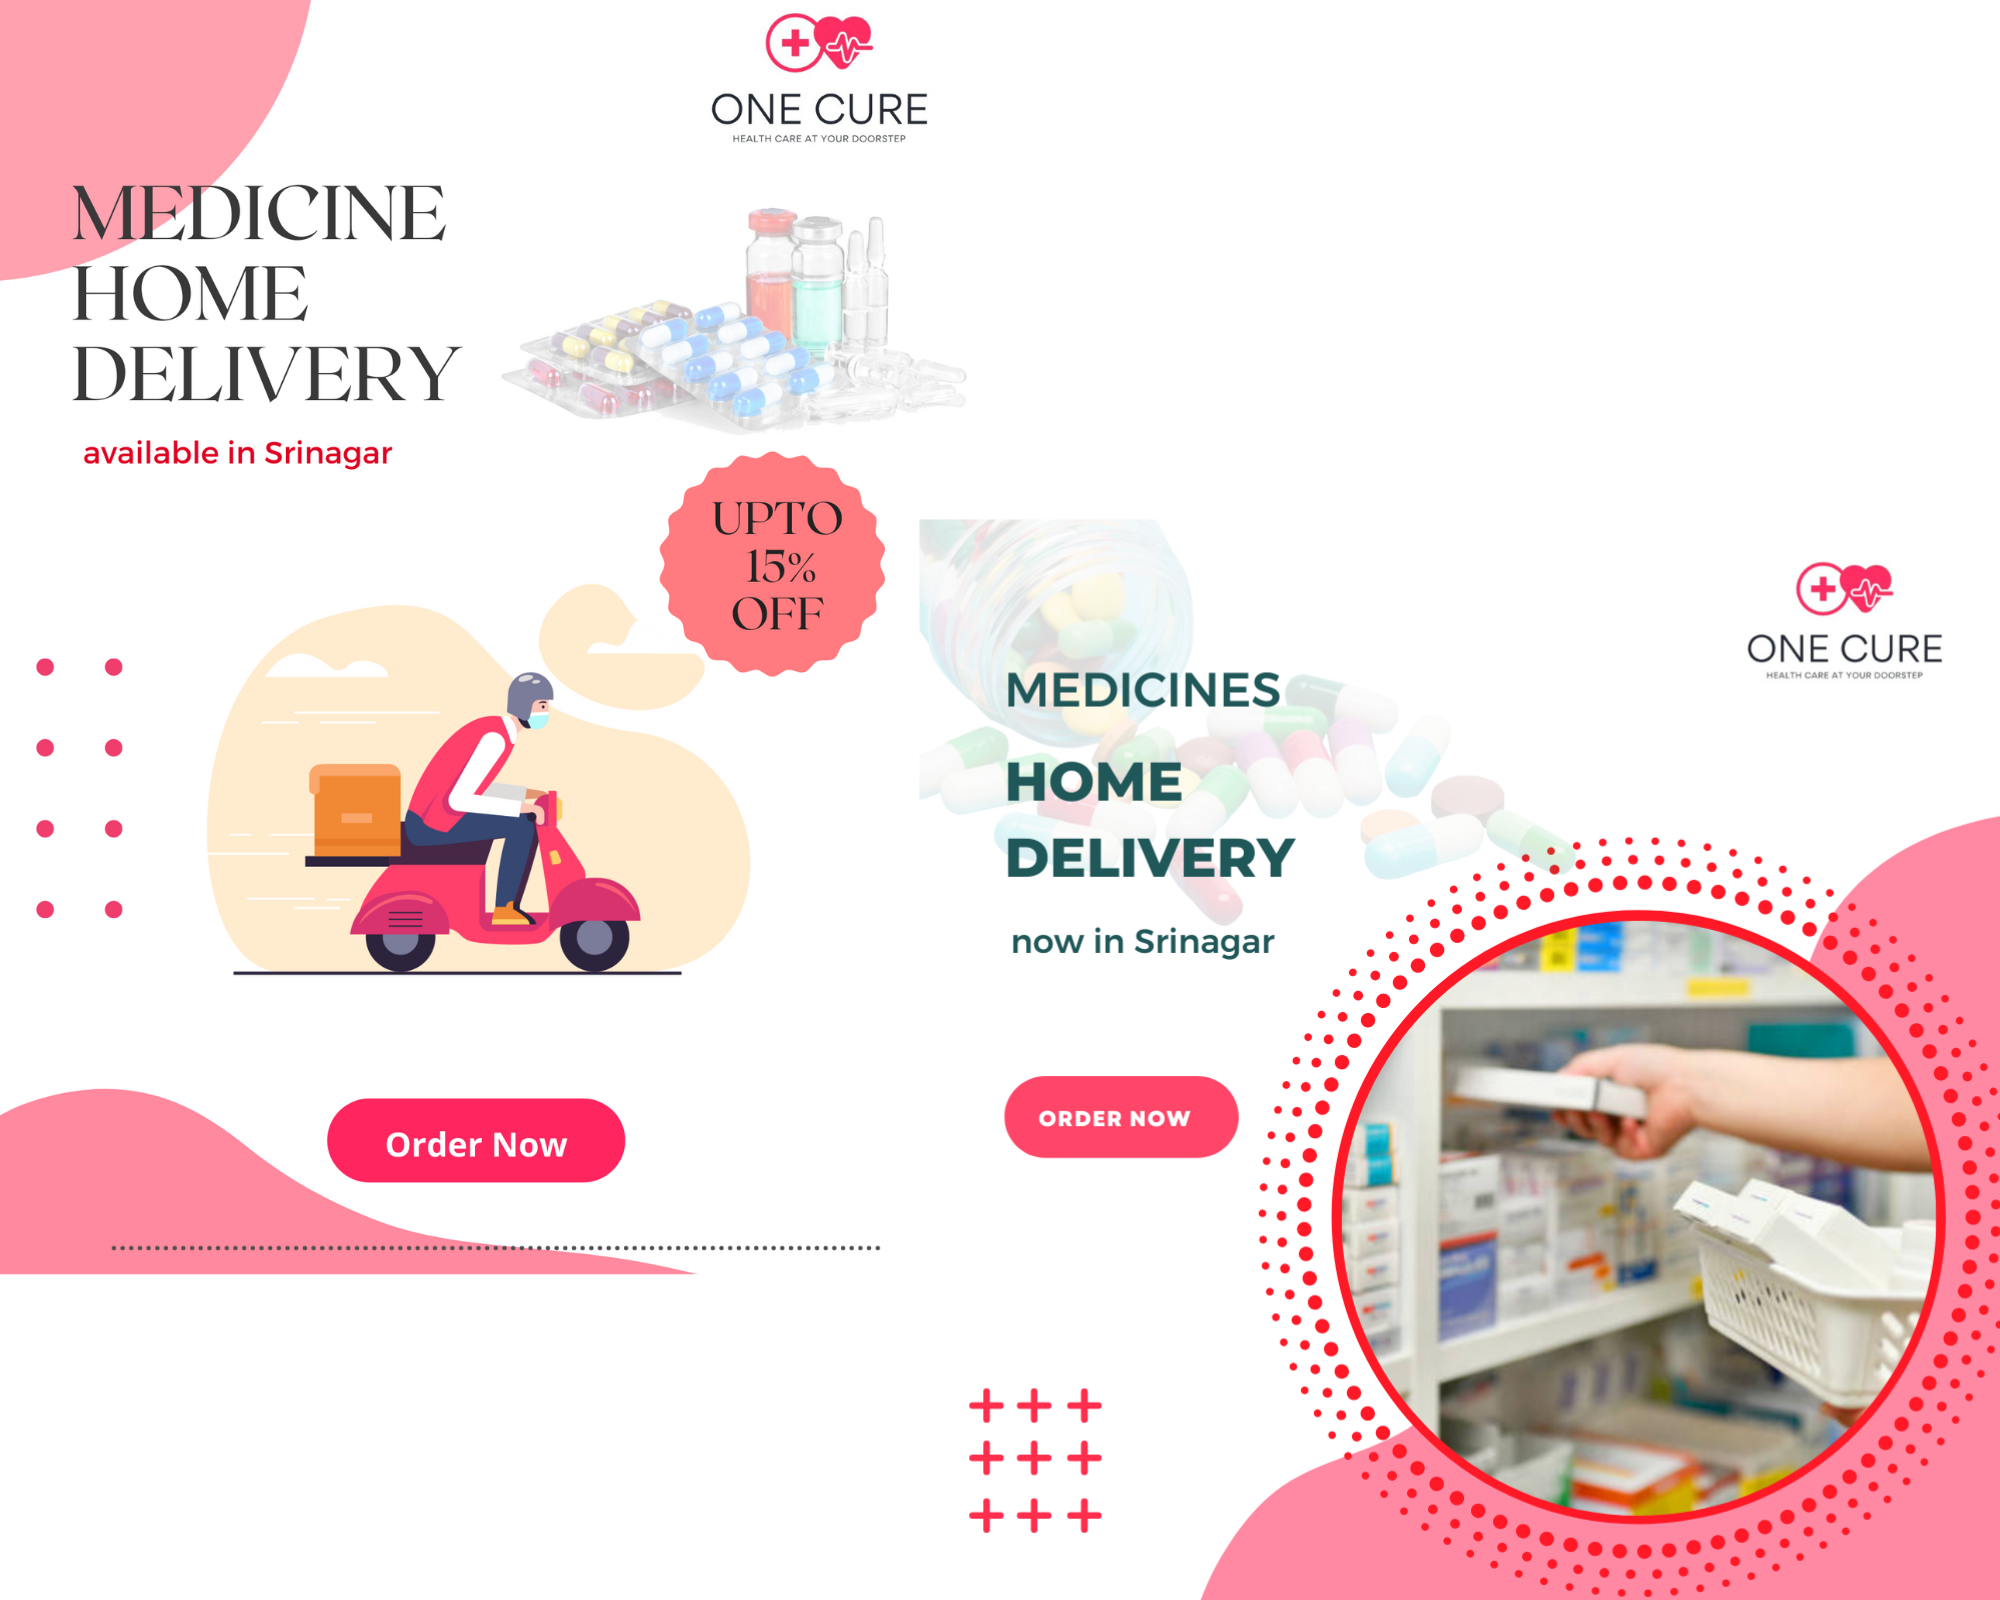 ONE CURE
HEALTH CARE AT YOUR DOORSTEP
MEDICINE
HOME
DELIVERY
available in Srinagar
UPTO
15%
OFF
Order Now
ONE CURE
HEALTH CARE AT YOUR DOORSTEP
MEDICINES
HOME
DELIVERY
now in Srinagar
ORDER NOW